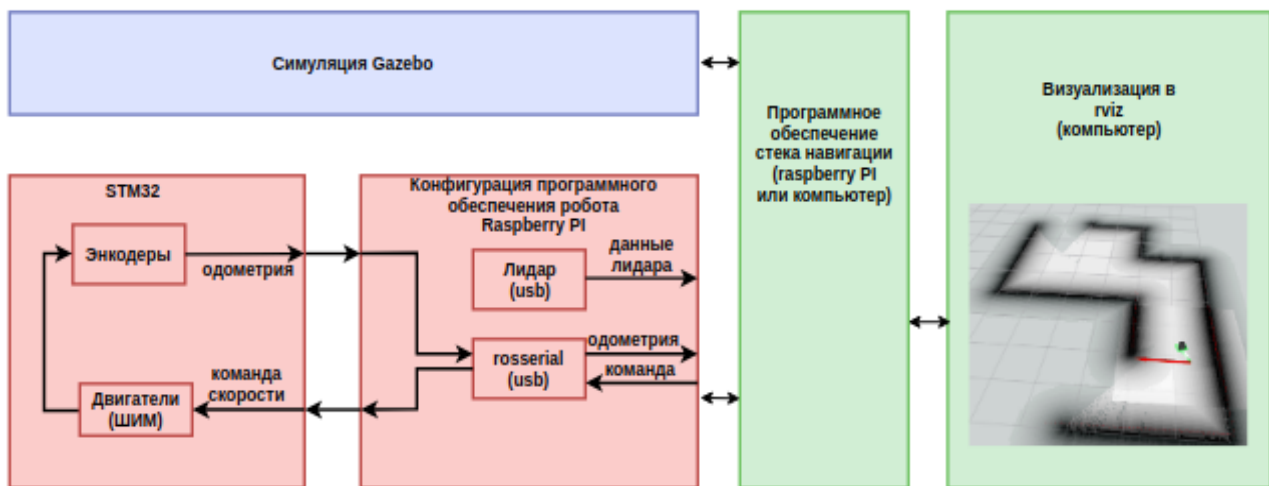 Симуляция Gazebo
Программное
обеспечение
стека навигации
(raspberry PI
или компьютер)
Визуализация в
rviz
(компьютер)
STM32
Энкодеры
одометрия
Двигатели
(ШИМ)
команда
скорости
Конфигурация программного
обеспечения робота
Raspberry PI
Лидар
(usb)
данные
лидара
rosserial
(usb)
одометрия
команда